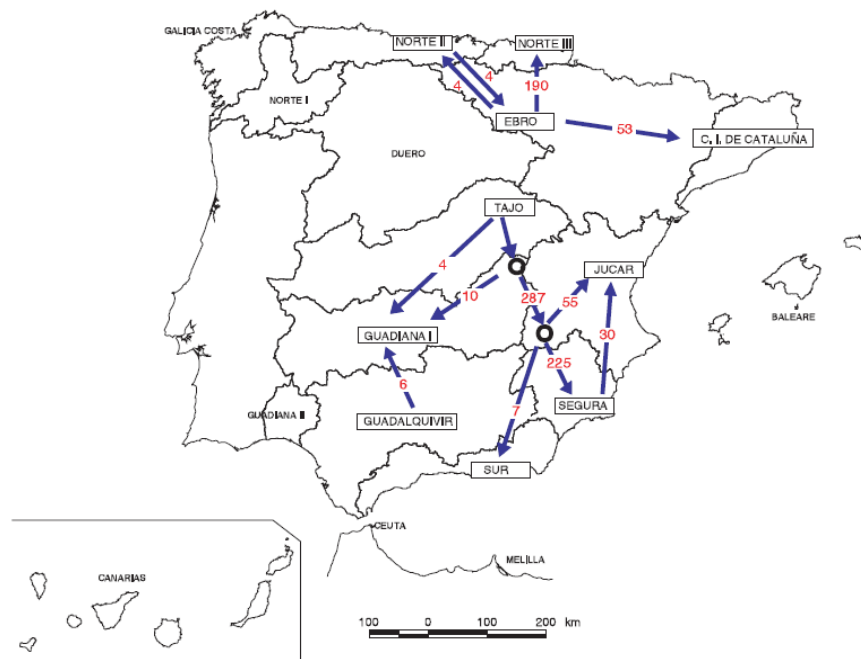 GALICIA COSTA
NORTE II
NORTE III
4
4
190
NORTE I
EBRO
53
C. I. DE CATALUÑA
DUERO
TAJO
4
JUCAR
10
287
55
BALEARE
GUADIANA I
30
225
6
SEGURA
7
GUADIANA II
GUADALQUIVIR
SUR
CEUTA
MELILLA
CANARIAS
100 0 100 200 km